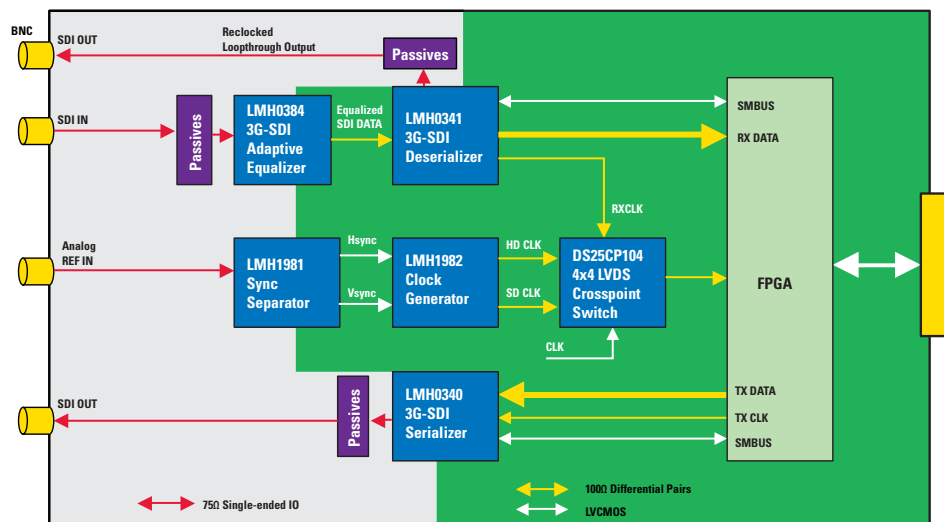 BNC
SDI OUT
Reclocked
Loopthrough Output
Passives
SDI IN
Passives
LMH0384
3G-SDI
Adaptive
Equalizer
Equalized
SDI DATA
LMH0341
3G-SDI
Deserializer
SMBUS
RX DATA
RXCLK
Analog
REF IN
LMH1981
Sync
Separator
Hsync
Vsync
LMH1982
Clock
Generator
HD CLK
SD CLK
DS25CP104
4x4 LVDS
Crosspoint
Switch
CLK
FPGA
SDI OUT
Passives
LMH0340
3G-SDI
Serializer
TX DATA
TX CLK
SMBUS
75Ω Single-ended IO
100Ω Differential Pairs
LVCMOS